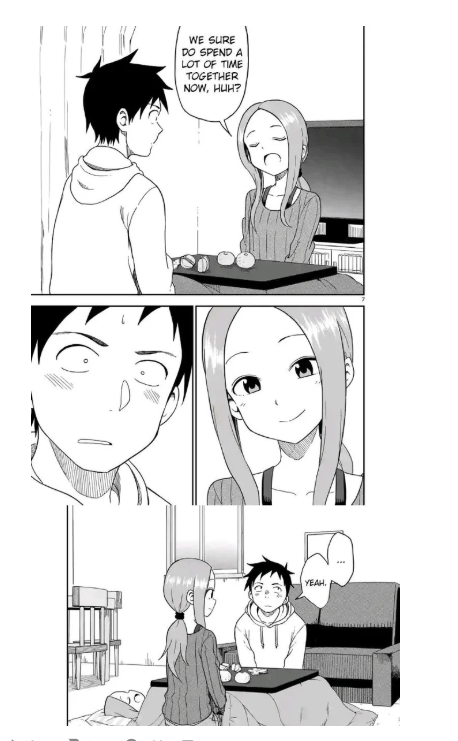 WE SURE
DO SPEND A
LOT OF TIME
TOGETHER
NOW, HUH?
7
...
YEAH.